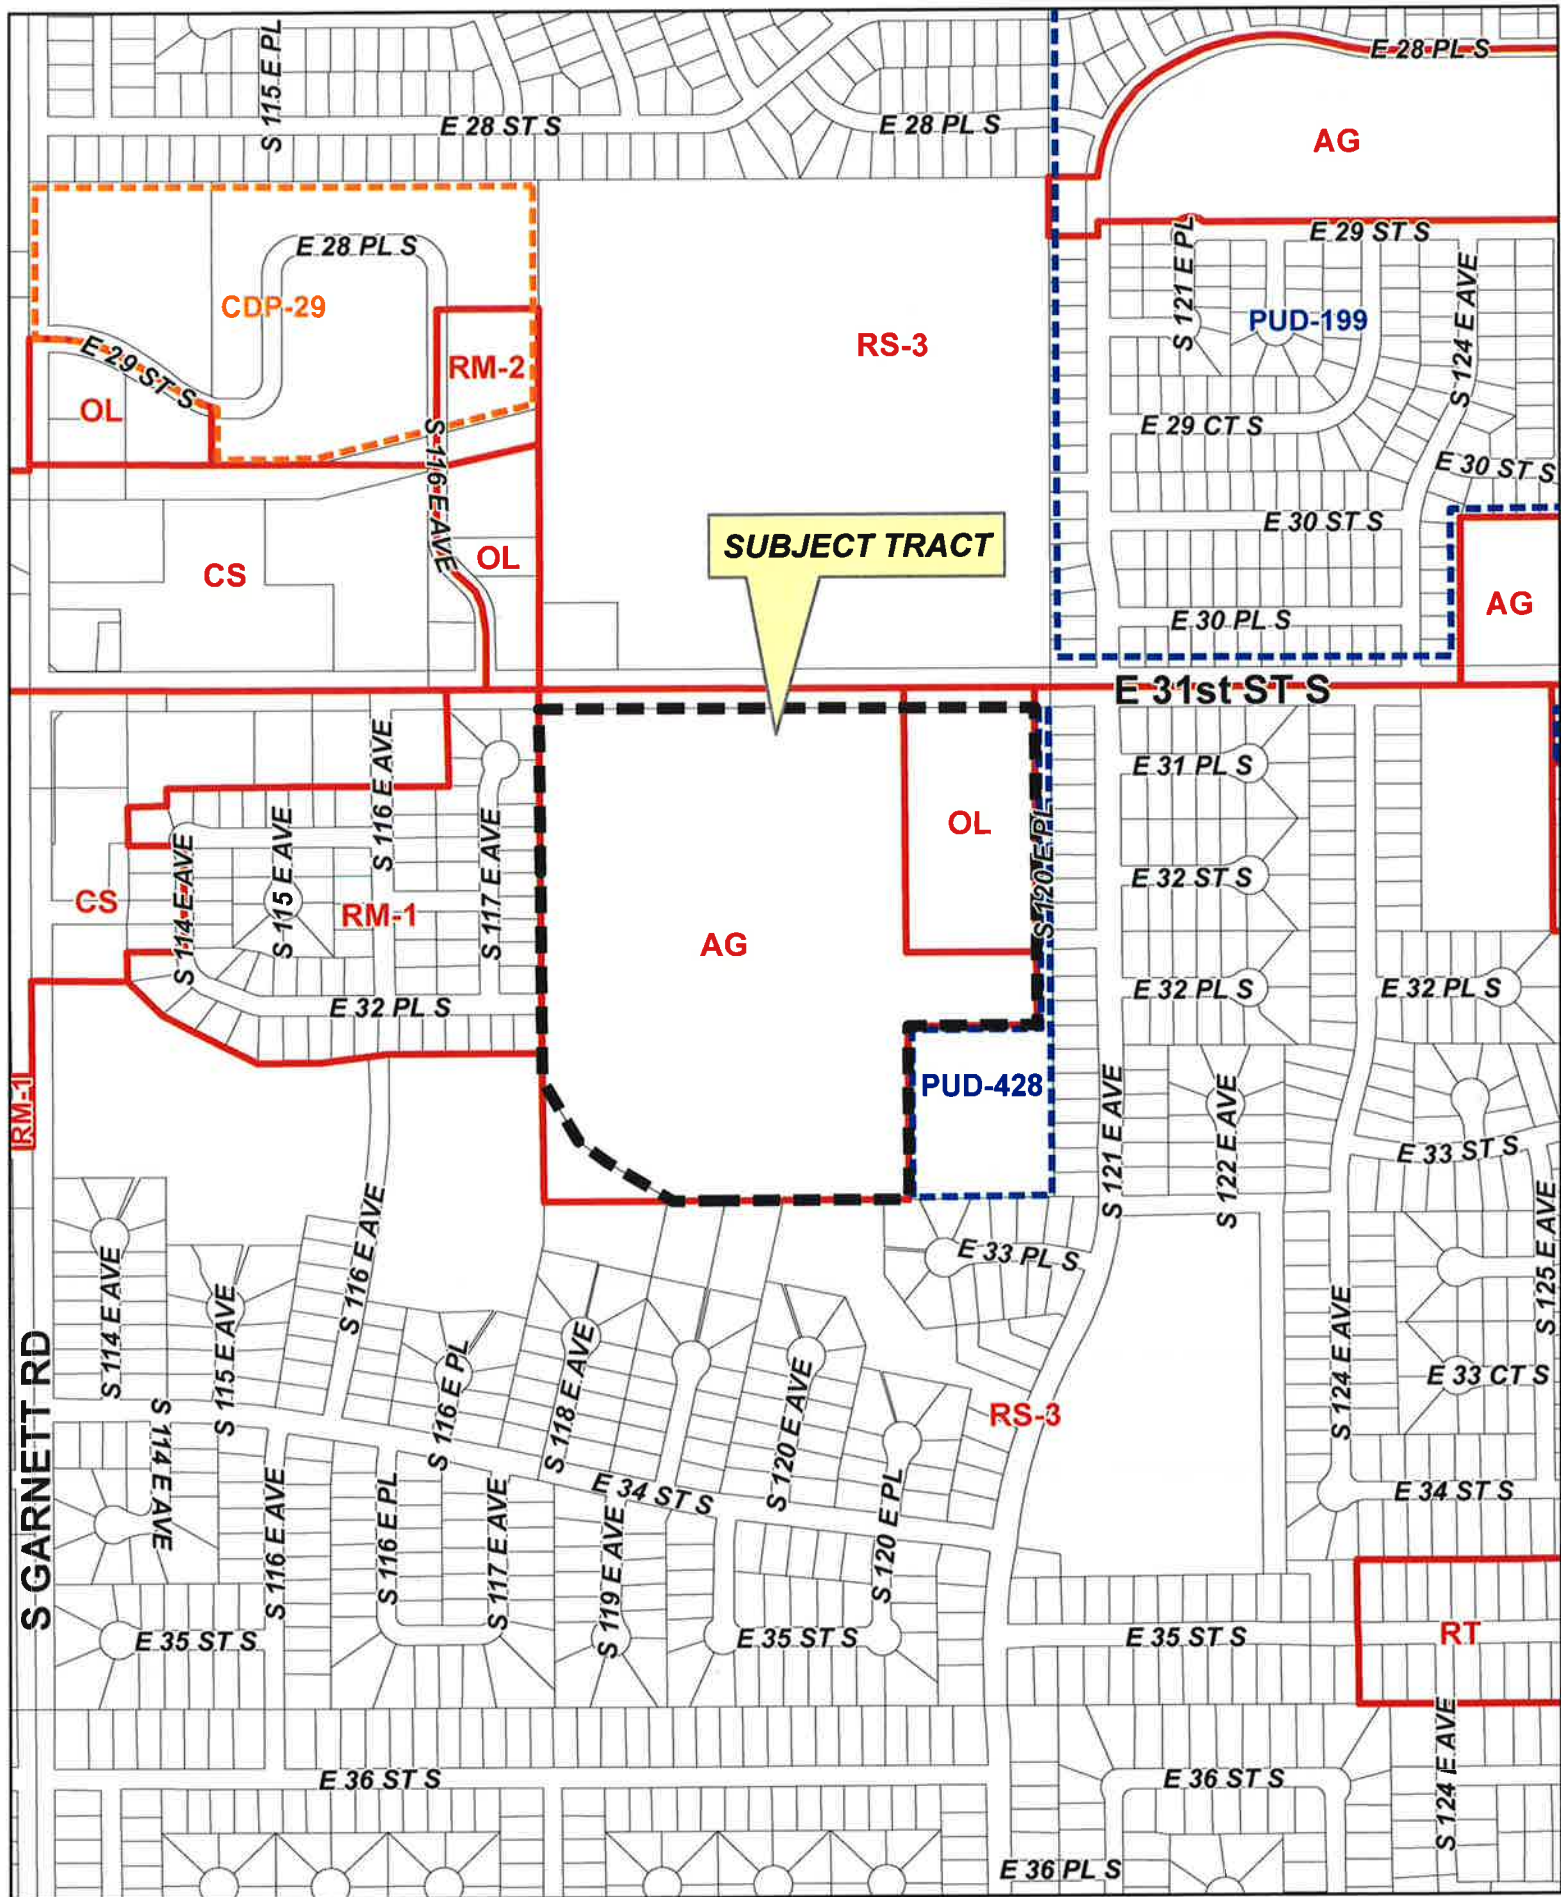 S 115 E PL
E 28 PL S
E 28 ST S
E 28 PL S
AG
E 29 ST S
E 28 PL S
S 121 E PL
S 124 E AVE
CDP-29
PUD-199
E 29 ST S
RS-3
RM-2
OL
E 29 CT S
S 116 E AVE
E 30 ST S
E 30 ST S
SUBJECT TRACT
OL
CS
AG
E 30 PL S
E 31st ST S
S 116 E AVE
E 31 PL S
OL
S 120 E PL
S 114 E AVE
S 115 E AVE
S 117 E AVE
E 32 ST S
CS
RM-1
AG
E 32 PL S
E 32 PL S
E 32 PL S
PUD-428
RM-1
S 121 E AVE
S 122 E AVE
E 33 ST S
S 116 E AVE
E 33 PL S
S 125 E AVE
S 114 E AVE
S 115 E AVE
S 124 E AVE
S 116 E PL
S 118 E AVE
S 120 E AVE
E 33 CT S
RS-3
S GARNETT RD
S 114 E AVE
E 34 ST S
E 34 ST S
S 116 E AVE
S 116 E PL
S 117 E AVE
S 119 E AVE
S 120 E PL
E 35 ST S
E 35 ST S
E 35 ST S
RT
S 124 E AVE
E 36 ST S
E 36 ST S
E 36 PL S